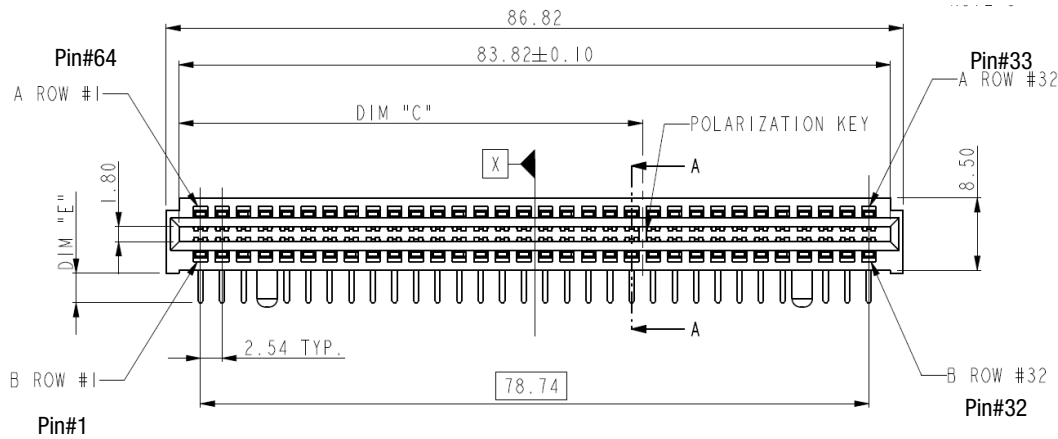 86.82
Pin#64
83.82±0.10
Pin#33
A ROW #1
A ROW #32
DIM "C"
POLARIZATION KEY
X
A
1.80
8.50
DIM "E"
A
2.54 TYP.
B ROW #1
78.74
B ROW #32
Pin#1
Pin#32